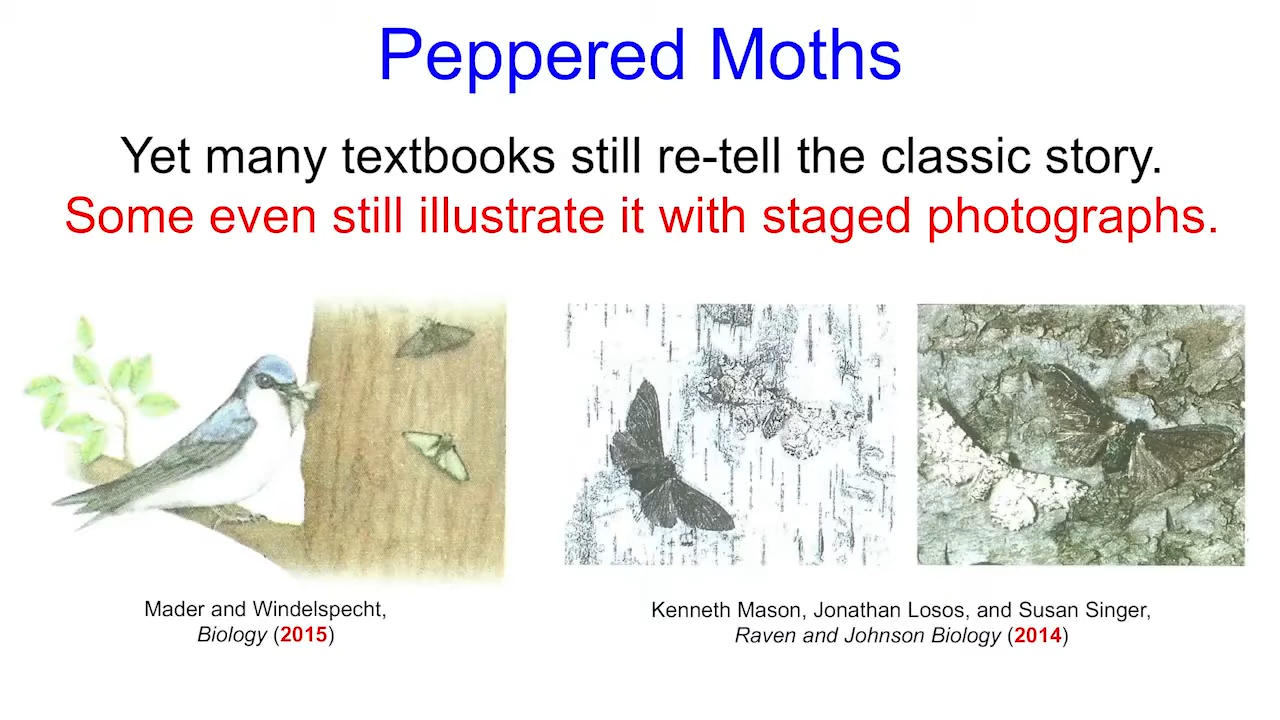 Peppered Moths
Yet many textbooks still re-tell the classic story.
Some even still illustrate it with staged photographs.
Mader and Windelspecht,
Biology (2015)
Kenneth Mason, Jonathan Losos, and Susan Singer,
Raven and Johnson Biology (2014)